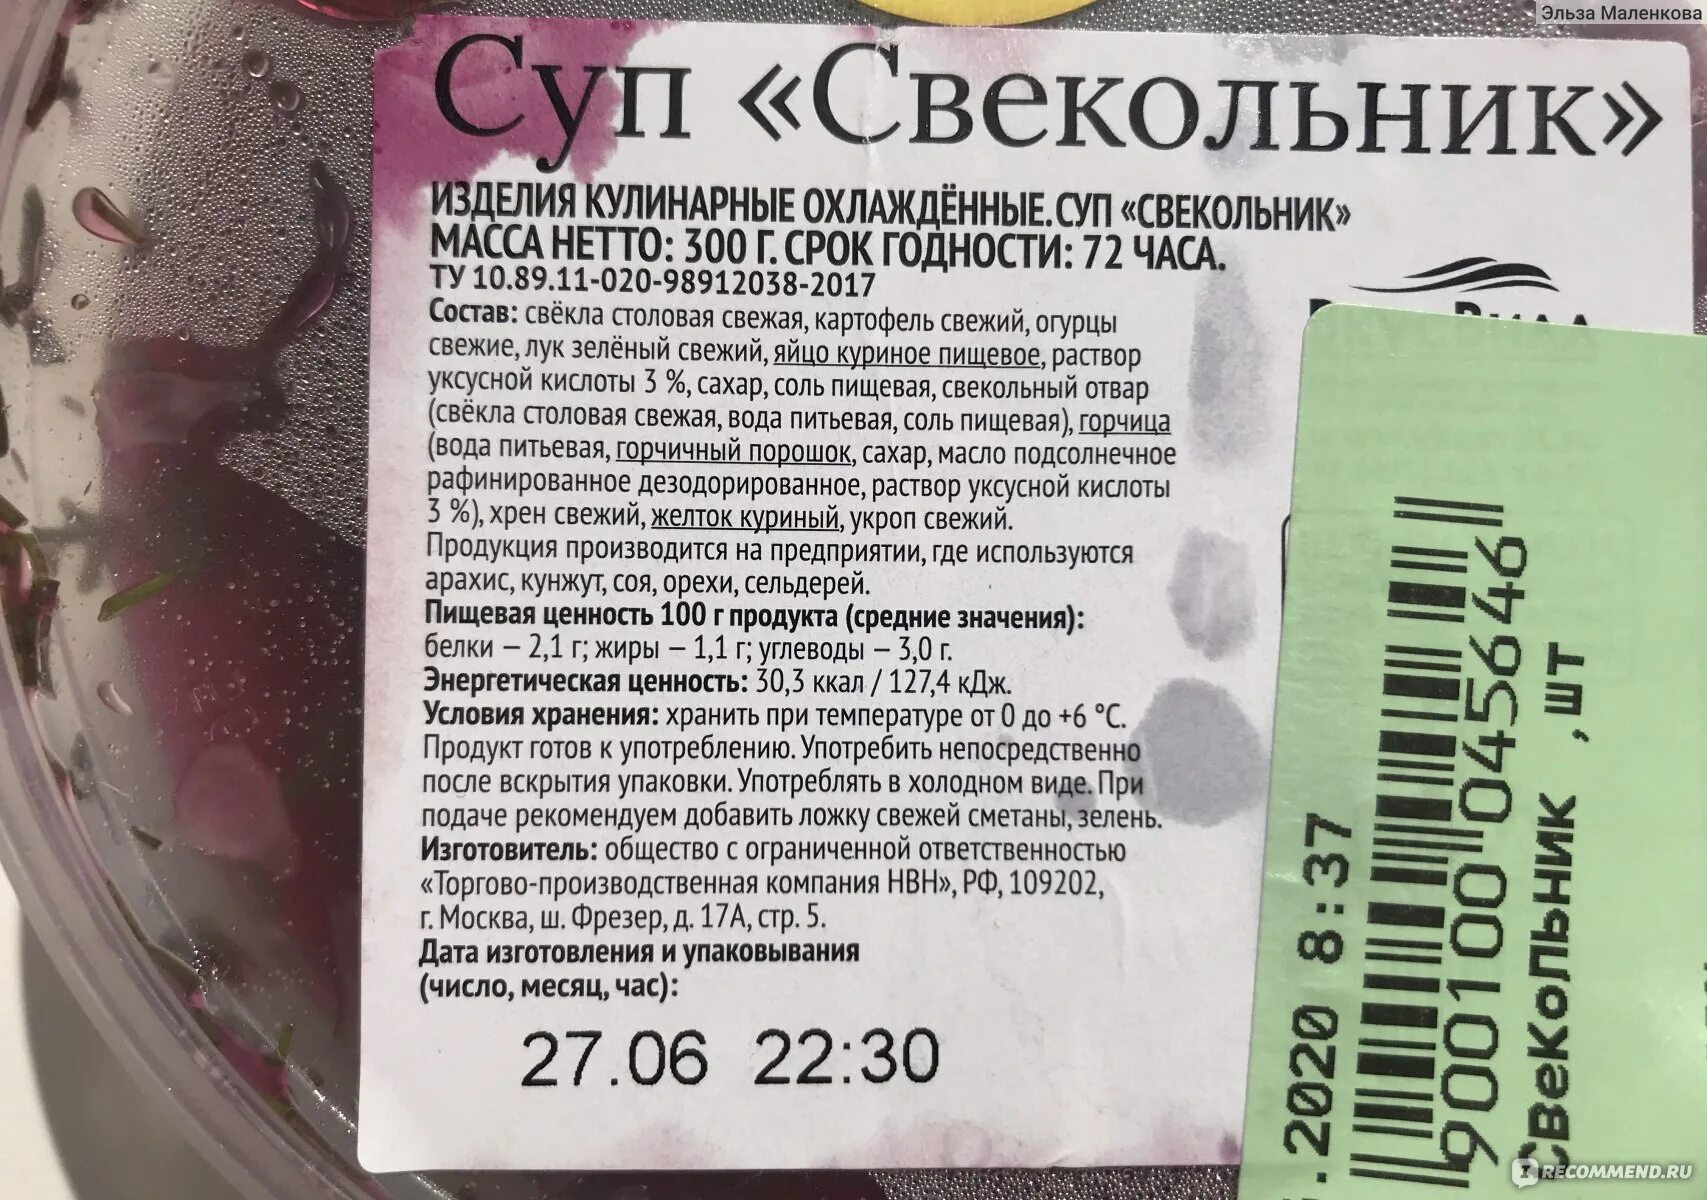 Эльза Маленкова
Суп «Свекольник»
ИЗДЕЛИЯ КУЛИНАРНЫЕ ОХЛАЖДЁННЫЕ. СУП «СВЕКОЛЬНИК»
МАССА НЕТТО: 300 Г. СРОК ГОДНОСТИ: 72 ЧАСА.
ТУ 10.89.11-020-98912038-2017
Состав: свёкла столовая свежая, картофель свежий, огурцы
свежие, лук зелёный свежий, яйцо куриное пищевое, раствор
уксусной кислоты 3 %, сахар, соль пищевая, свекольный отвар
(свёкла столовая свежая, вода питьевая, соль пищевая), горчица
(вода питьевая, горчичный порошок, сахар, масло подсолнечное
рафинированное дезодорированное, раствор уксусной кислоты
3 %), хрен свежий, желток куриный, укроп свежий.
Продукция производится на предприятии, где используются
арахис, кунжут, соя, орехи, сельдерей.
Пищевая ценность 100 г продукта (средние значения):
белки – 2,1 г; жиры – 1,1 г; углеводы – 3,0 г.
Энергетическая ценность: 30,3 ккал / 127,4 кДж.
Условия хранения: хранить при температуре от 0 до +6 °С.
Продукт готов к употреблению. Употребить непосредственно
после вскрытия упаковки. Употреблять в холодном виде. При
подаче рекомендуем добавить ложку свежей сметаны, зелень.
Изготовитель: общество с ограниченной ответственностью
«Торгово-производственная компания НВН», РФ, 109202,
г. Москва, ш. Фрезер, д. 17А, стр. 5.
Дата изготовления и упаковывания
(число, месяц, час):
27.06 22:30
.2020 8:37
900100 045646
Свекольник ,шт
RECOMMEND.RU